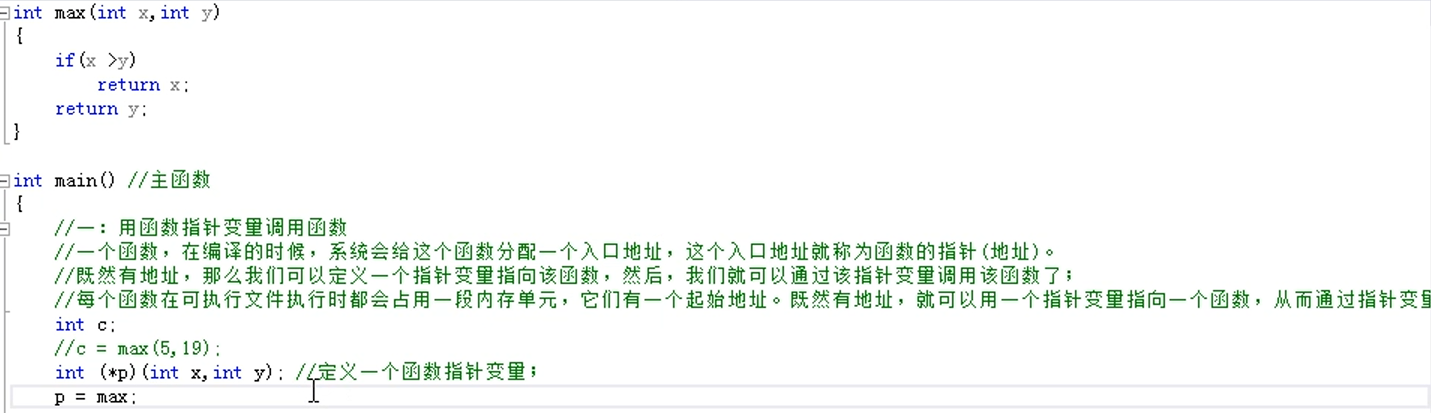 int max(int x,int y)
{
if(x >y)
return x;
return y;
}
int main() //主函数
{
//一: 用函数指针变量调用函数
//一个函数，在编译的时候，系统会给这个函数分配一个入口地址，这个入口地址就称为函数的指针(地址)。
//既然有地址，那么我们可以定义一个指针变量指向该函数，然后，我们就可以通过该指针变量调用该函数了；
//每个函数在可执行文件执行时都会占用一段内存单元，它们有一个起始地址。既然有地址，就可以用一个指针变量指向一个函数，从而通过指针变量
int c;
//c = max(5,19);
int (*p)(int x,int y); //定义一个函数指针变量；
p = max;